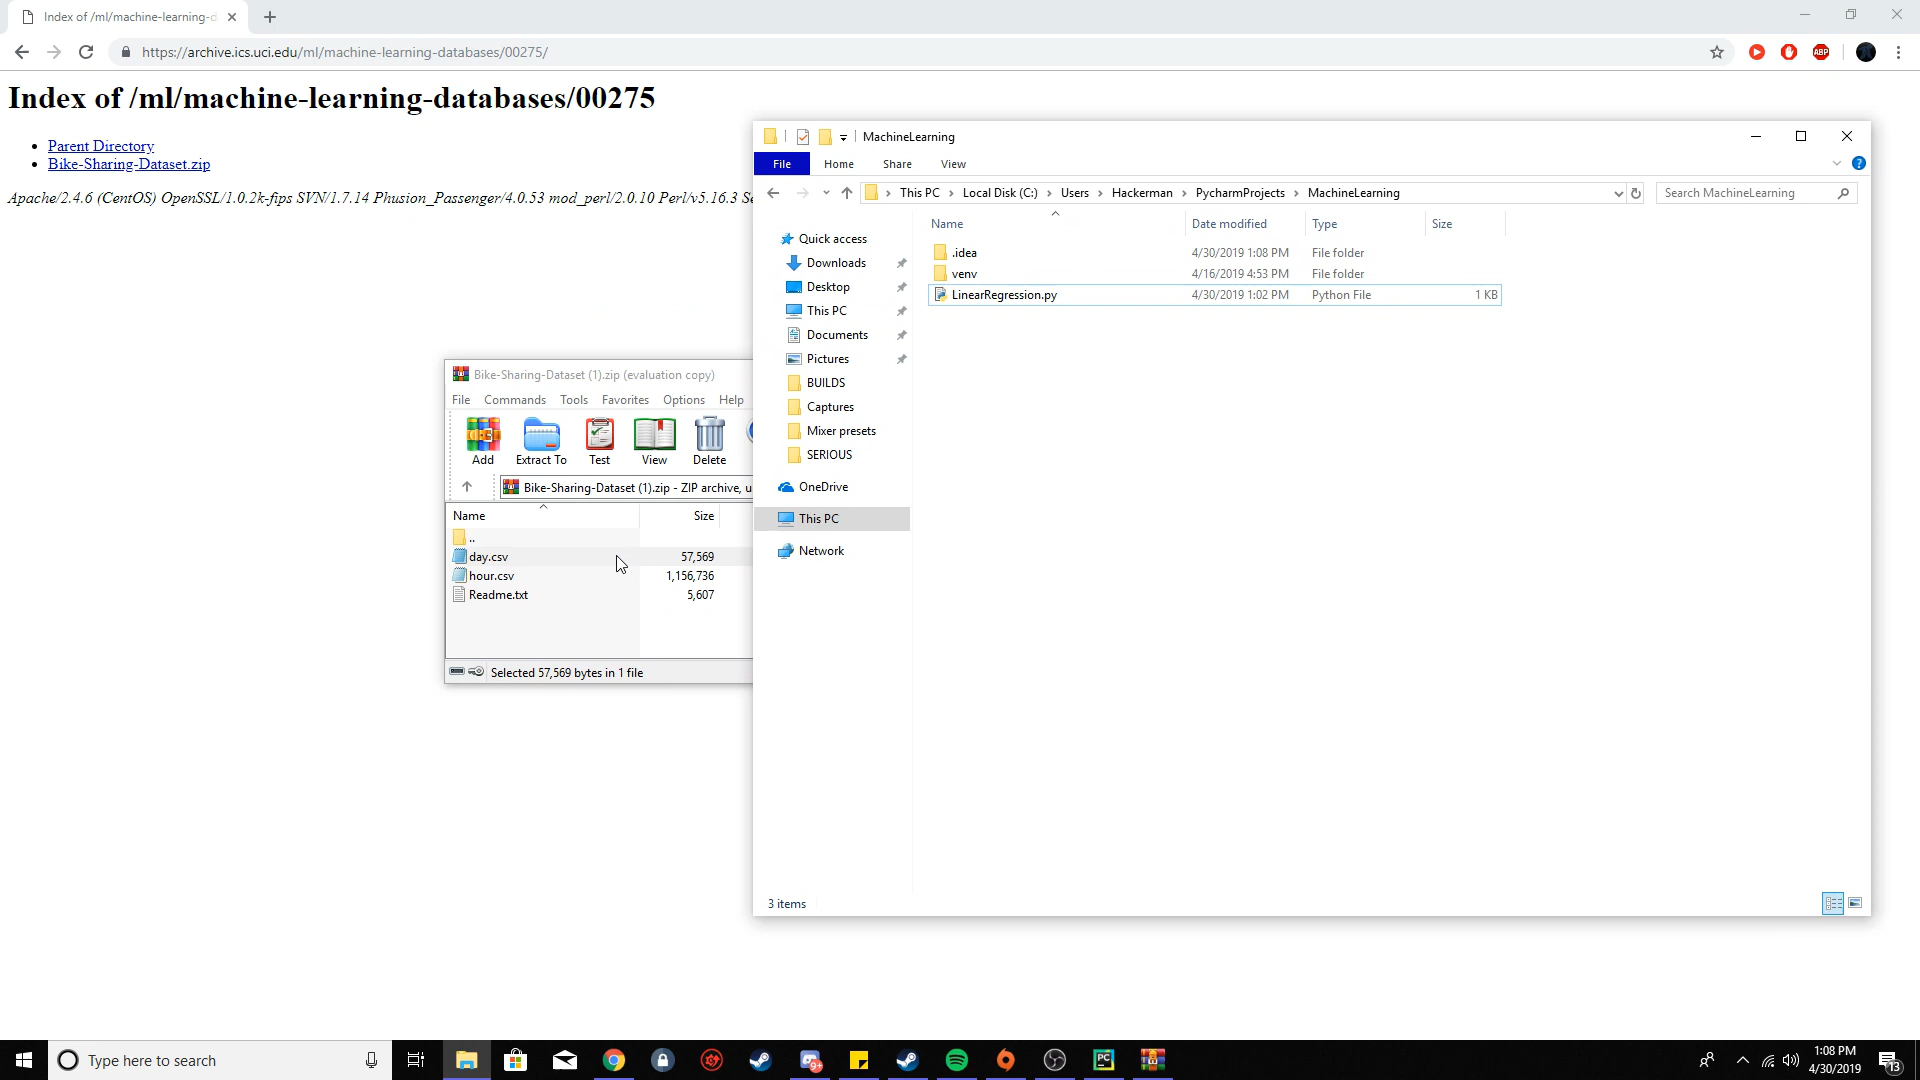 Index of /ml/machine-learning-d
https://archive.ics.uci.edu/ml/machine-learning-databases/00275/
ABP
Index of /ml/machine-learning-databases/00275
Parent Directory
Bike-Sharing-Dataset.zip
Apache/2.4.6 (CentOS) OpenSSL/1.0.2k-fips SVN/1.7.14 Phusion_Passenger/4.0.53 mod_perl/2.0.10 Perl/v5.16.3 Se
MachineLearning
File Home Share View
This PC Local Disk (C:) Users Hackerman PycharmProjects MachineLearning
Search MachineLearning
Name Date modified Type Size
.idea 4/30/2019 1:08 PM File folder
venv 4/16/2019 4:53 PM File folder
LinearRegression.py 4/30/2019 1:02 PM Python File 1 KB
Quick access
Downloads
Desktop
This PC
Documents
Pictures
BUILDS
Captures
Mixer presets
SERIOUS
OneDrive
This PC
Network
3 items
Bike-Sharing-Dataset (1).zip (evaluation copy)
File Commands Tools Favorites Options Help
Add Extract To Test View Delete
Bike-Sharing-Dataset (1).zip - ZIP archive, u
Name Size
..
day.csv 57,569
hour.csv 1,156,736
Readme.txt 5,607
Selected 57,569 bytes in 1 file
Type here to search
9+
PC
1:08 PM
4/30/2019
13